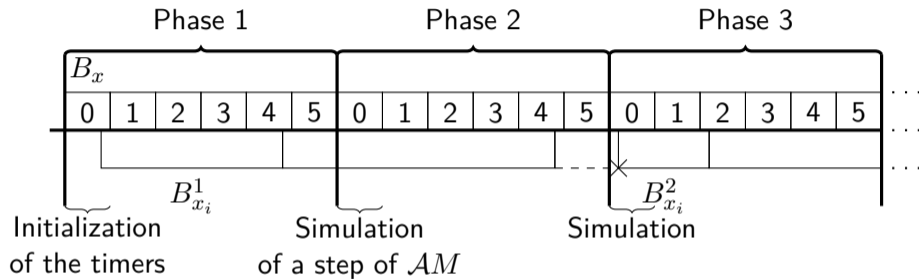 Phase 1 Phase 2 Phase 3
B_x
0 1 2 3 4 5 0 1 2 3 4 5 0 1 2 3 4 5 . . .
. . .
. . .
B^1_{x_i} B^2_{x_i}
Initialization Simulation Simulation
of the timers of a step of AM